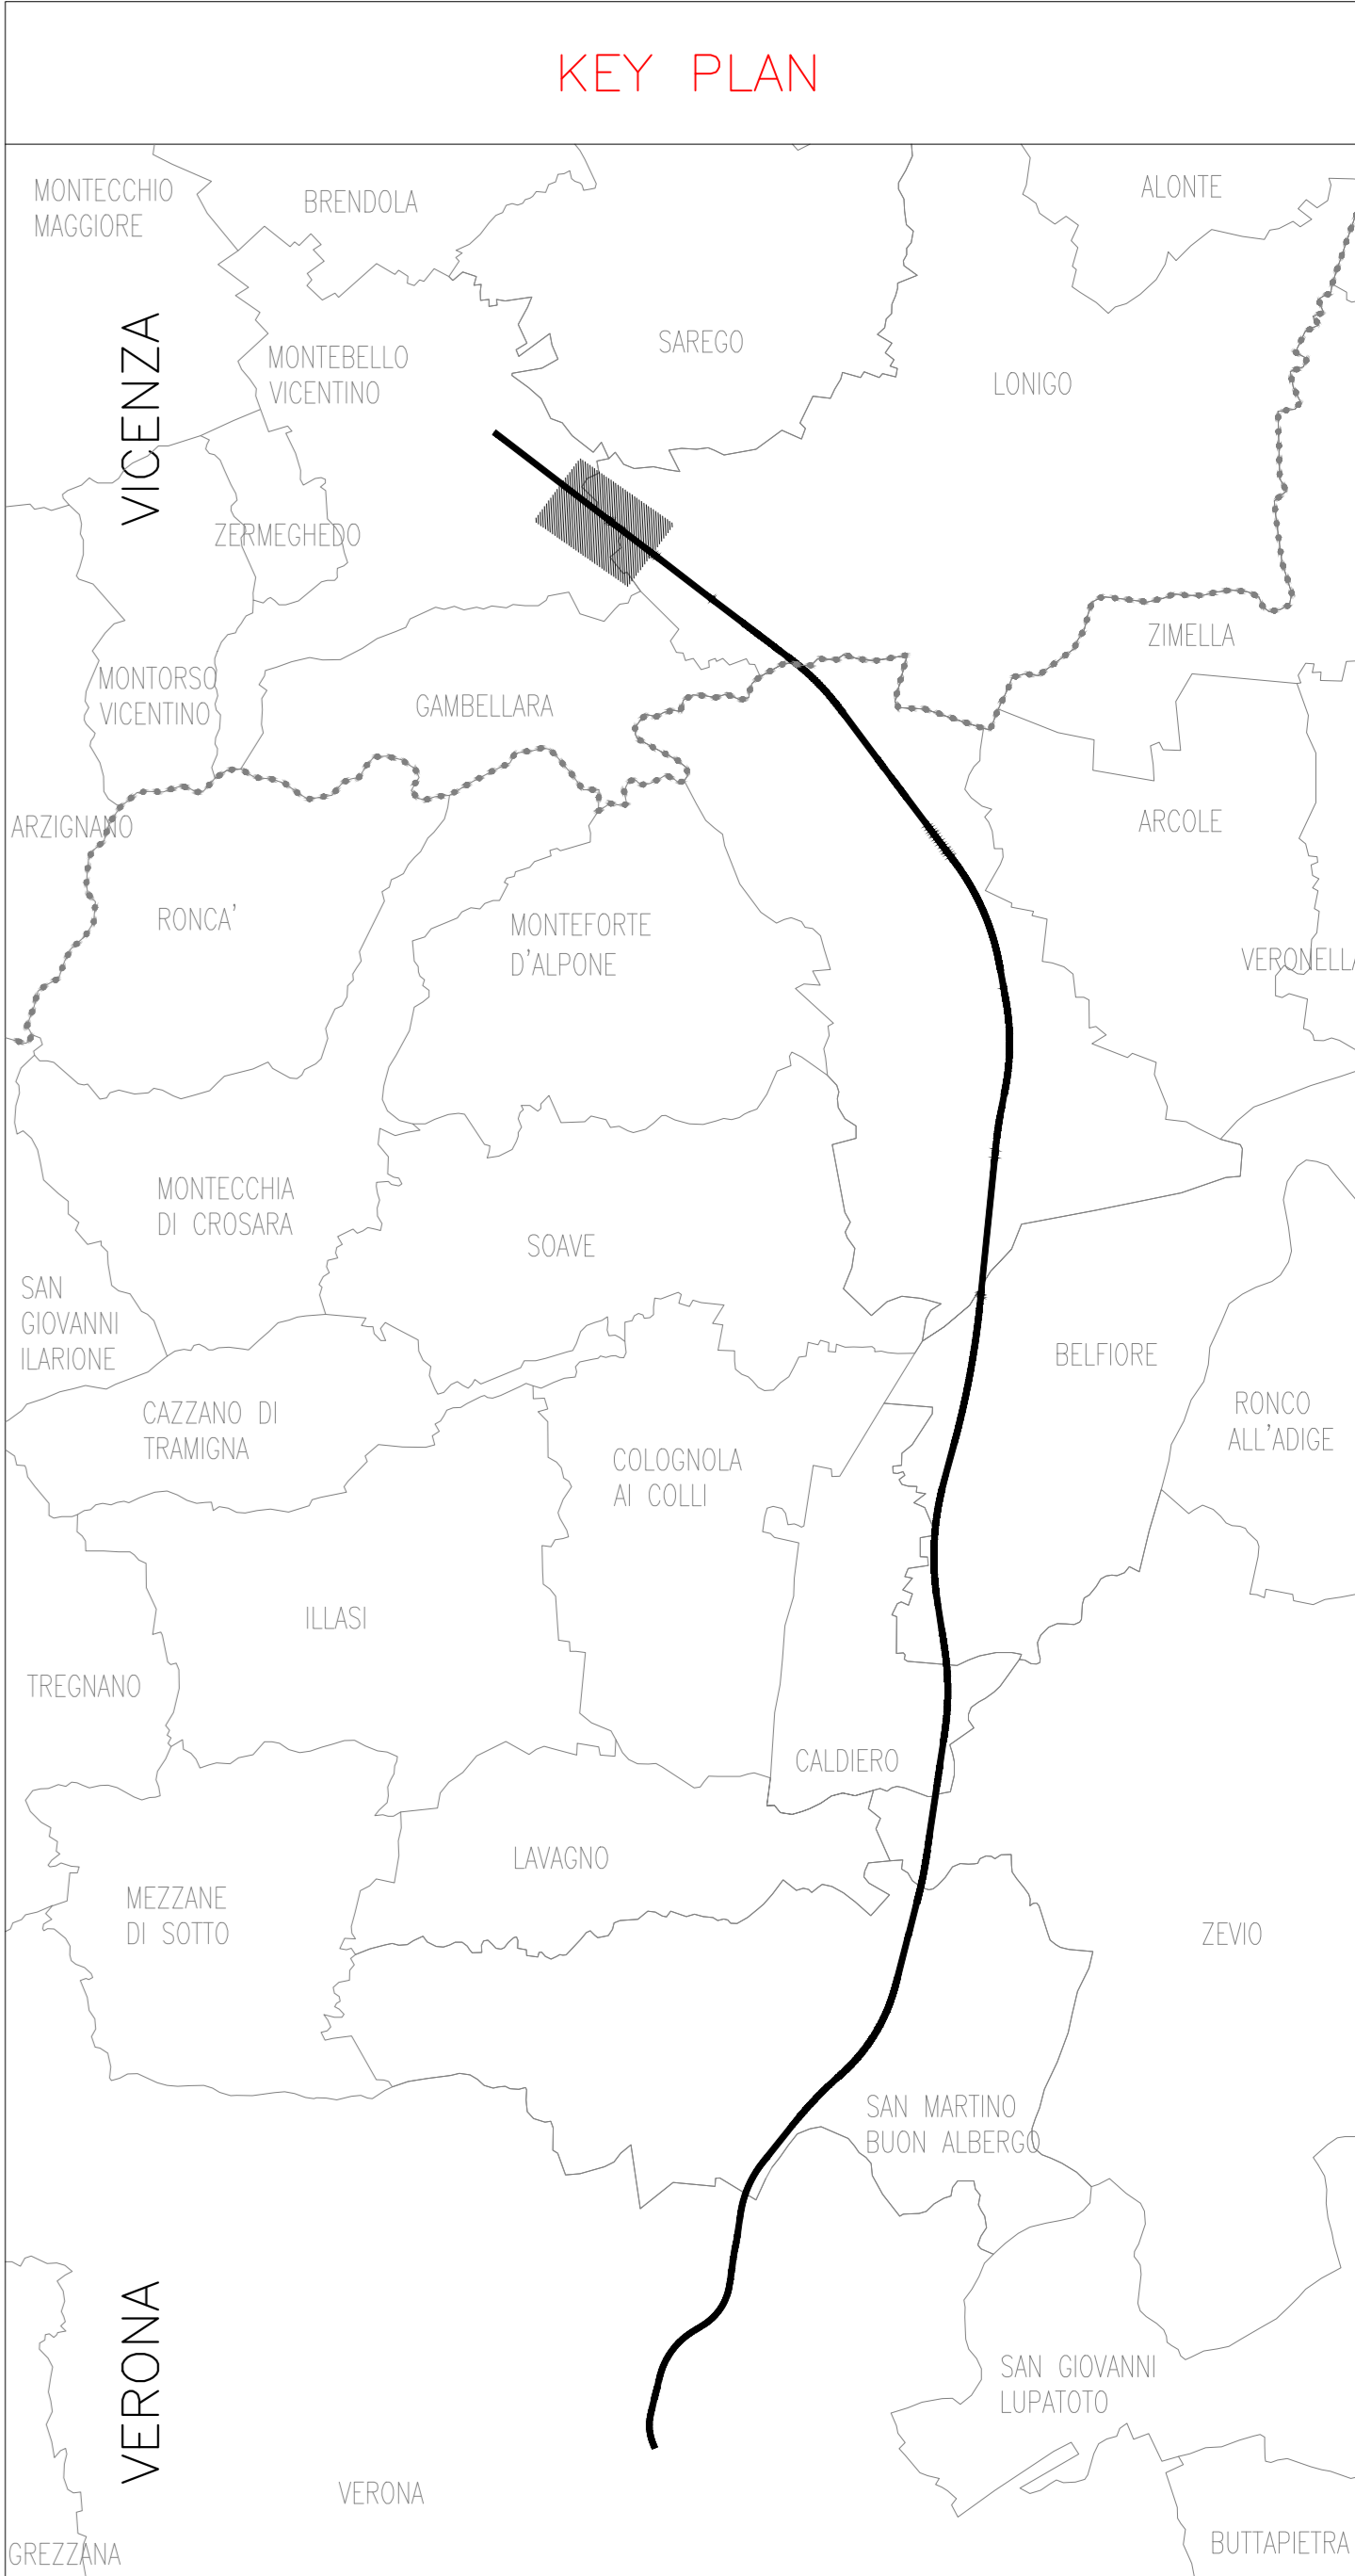 KEY PLAN
MONTECCHIO
MAGGIORE
BRENDOLA
ALONTE
VICENZA
MONTEBELLO
VICENTINO
SAREGO
LONIGO
ZERMEGHEDO
ZIMELLA
MONTORSO
VICENTINO
GAMBELLARA
ARZIGNANO
ARCOLE
RONCA'
MONTEFORTE
D'ALPONE
VERONELLA
MONTECCHIA
DI CROSARA
SOAVE
SAN
GIOVANNI
ILARIONE
BELFIORE
CAZZANO DI
TRAMIGNA
RONCO
ALL'ADIGE
COLOGNOLA
AI COLLI
ILLASI
TREGNANO
CALDIERO
LAVAGNO
MEZZANE
DI SOTTO
ZEVIO
SAN MARTINO
BUON ALBERGO
VERONA
SAN GIOVANNI
LUPATOTO
VERONA
GREZZANA
BUTTAPIETRA